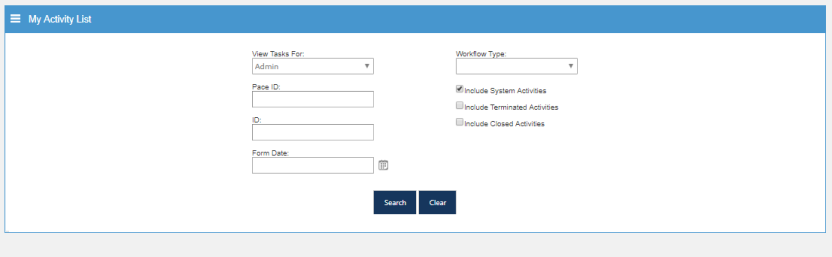 My Activity List
View Tasks For:
Admin
Pace ID:
ID:
Form Date:
Workflow Type:
Include System Activities
Include Terminated Activities
Include Closed Activities
Search Clear